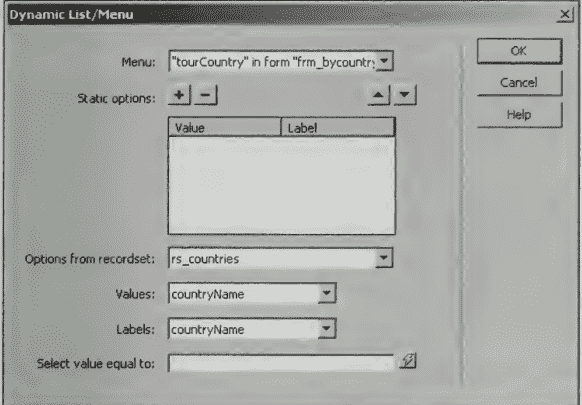 Dynamic List/Menu
Menu: "tourCountry" in form "frm_bycountry
OK
Cancel
Help
Static options: + −
Value Label
Options from recordset: rs_countries
Values: countryName
Labels: countryName
Select value equal to: